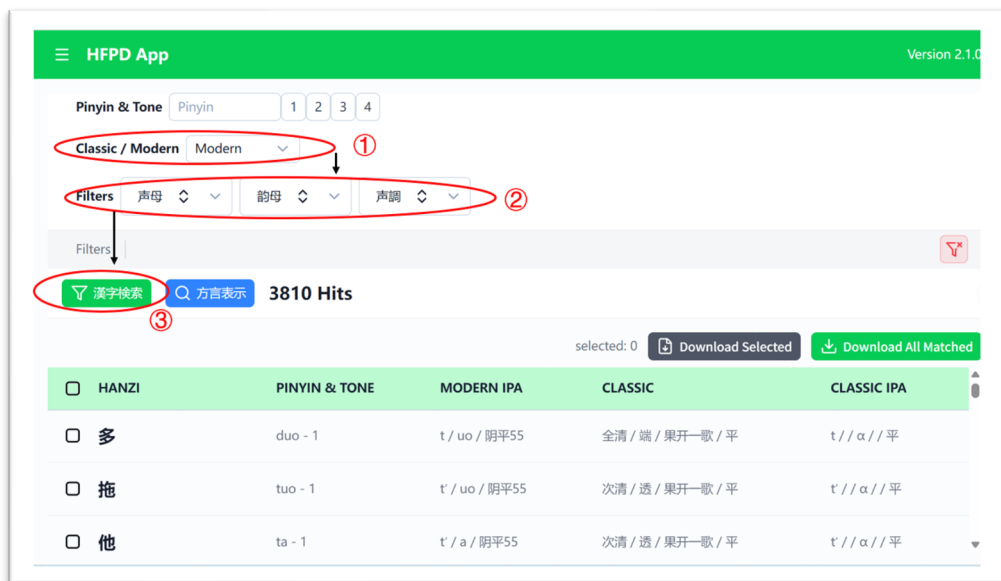 ☰ HFPD App Version 2.1.0
Pinyin & Tone Pinyin 1 2 3 4
Classic / Modern Modern ①
Filters 声母 韵母 声調 ②
Filters
漢字検索 方言表示 3810 Hits
③
selected: 0 Download Selected Download All Matched
HANZI PINYIN & TONE MODERN IPA CLASSIC CLASSIC IPA
多 duo - 1 t / uo / 阴平55 全清 / 端 / 果开一歌 / 平 t / / ɑ / / 平
拖 tuo - 1 t‘ / uo / 阴平55 次清 / 透 / 果开一歌 / 平 t‘ / / ɑ / / 平
他 ta - 1 t‘ / a / 阴平55 次清 / 透 / 果开一歌 / 平 t‘ / / ɑ / / 平